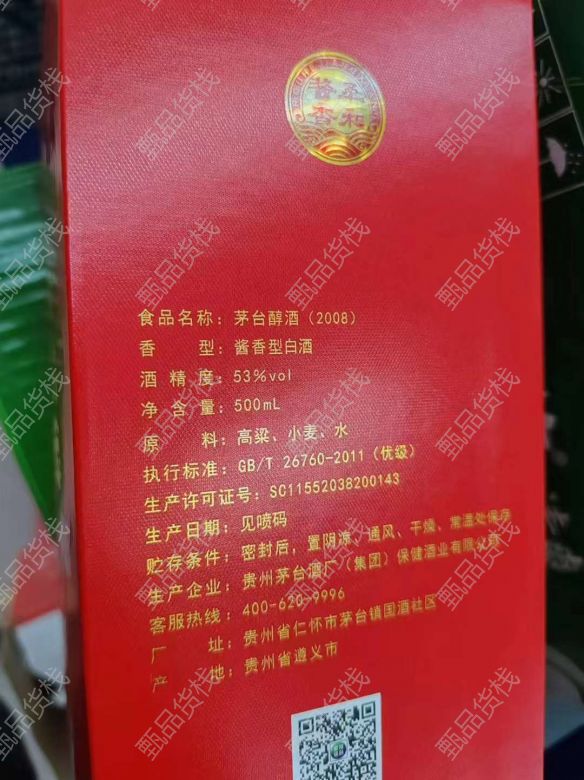 食品名称：茅台醇酒（2008）
香　　型：酱香型白酒
酒 精 度：53%vol
净 含 量：500mL
原　　料：高粱、小麦、水
执行标准：GB/T 26760-2011（优级）
生产许可证号：SC11552038200143
生产日期：见喷码
贮存条件：密封后，置阴凉、通风、干燥、常温处保存
生产企业：贵州茅台酒厂（集团）保健酒业有限公司
客服热线：400-620-9996
厂　　址：贵州省仁怀市茅台镇国酒社区
产　　地：贵州省遵义市
甄品货栈